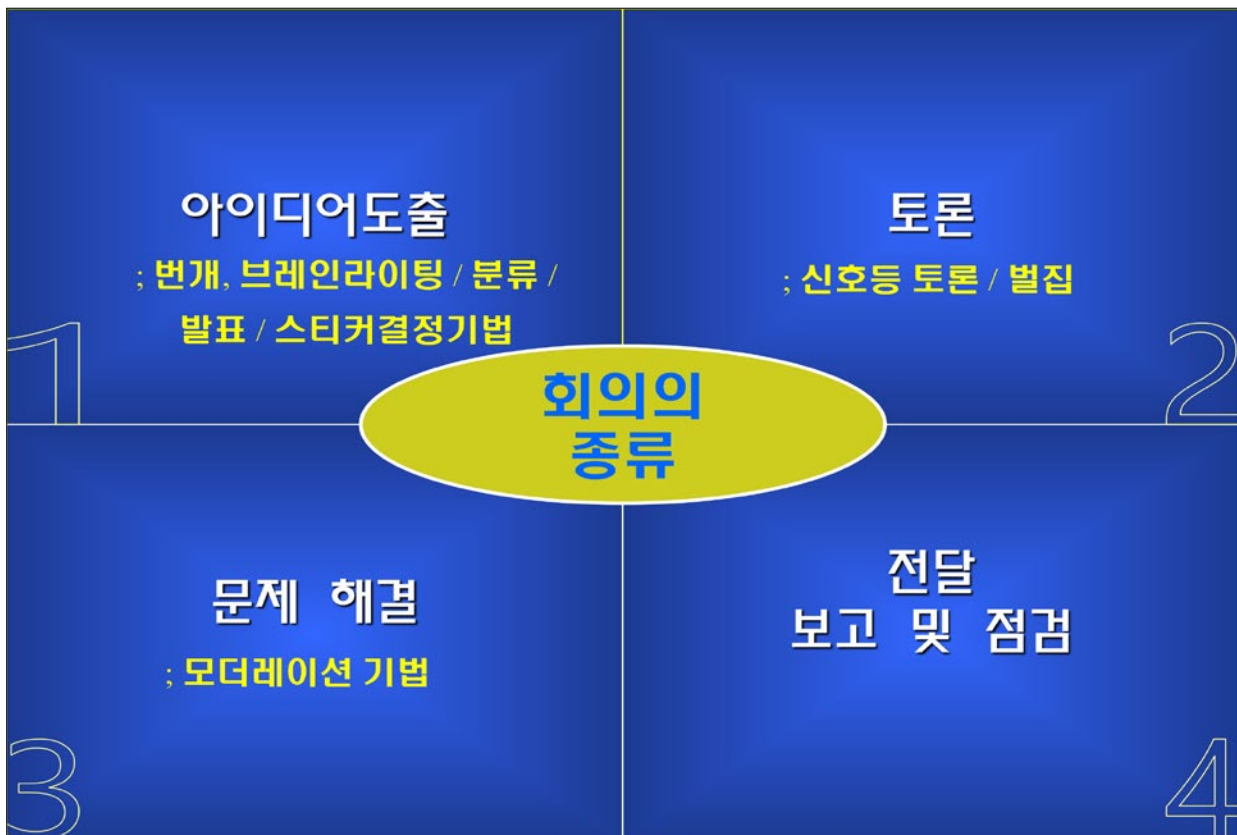 아이디어도출
; 번개, 브레인라이팅 / 분류 /
발표 / 스티커결정기법
1
토론
; 신호등 토론 / 벌집
2
회의의
종류
문제 해결
; 모더레이션 기법
3
전달
보고 및 점검
4